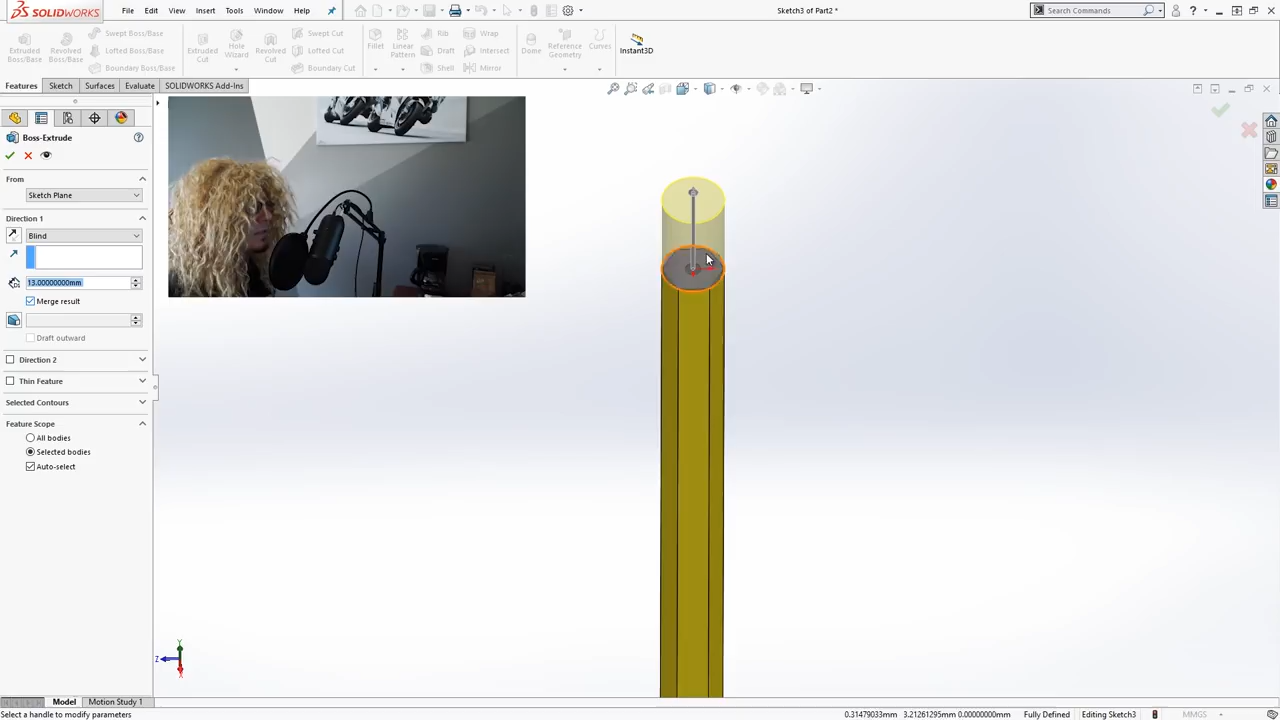 SOLIDWORKS
File Edit View Insert Tools Window Help
Sketch3 of Part2 *
Search Commands
Extruded Boss/Base
Revolved Boss/Base
Swept Boss/Base
Lofted Boss/Base
Boundary Boss/Base
Extruded Cut
Hole Wizard
Revolved Cut
Swept Cut
Lofted Cut
Boundary Cut
Fillet
Linear Pattern
Rib
Draft
Shell
Wrap
Intersect
Mirror
Dome
Reference Geometry
Curves
Instant3D
Features Sketch Surfaces Evaluate SOLIDWORKS Add-Ins
Boss-Extrude
From
Sketch Plane
Direction 1
Blind
13.00000000mm
Merge result
Draft outward
Direction 2
Thin Feature
Selected Contours
Feature Scope
All bodies
Selected bodies
Auto-select
Y
Z
X
Model Motion Study 1
Select a handle to modify parameters
0.31479033mm 3.21261295mm 0.00000000mm Fully Defined Editing Sketch3 MMGS